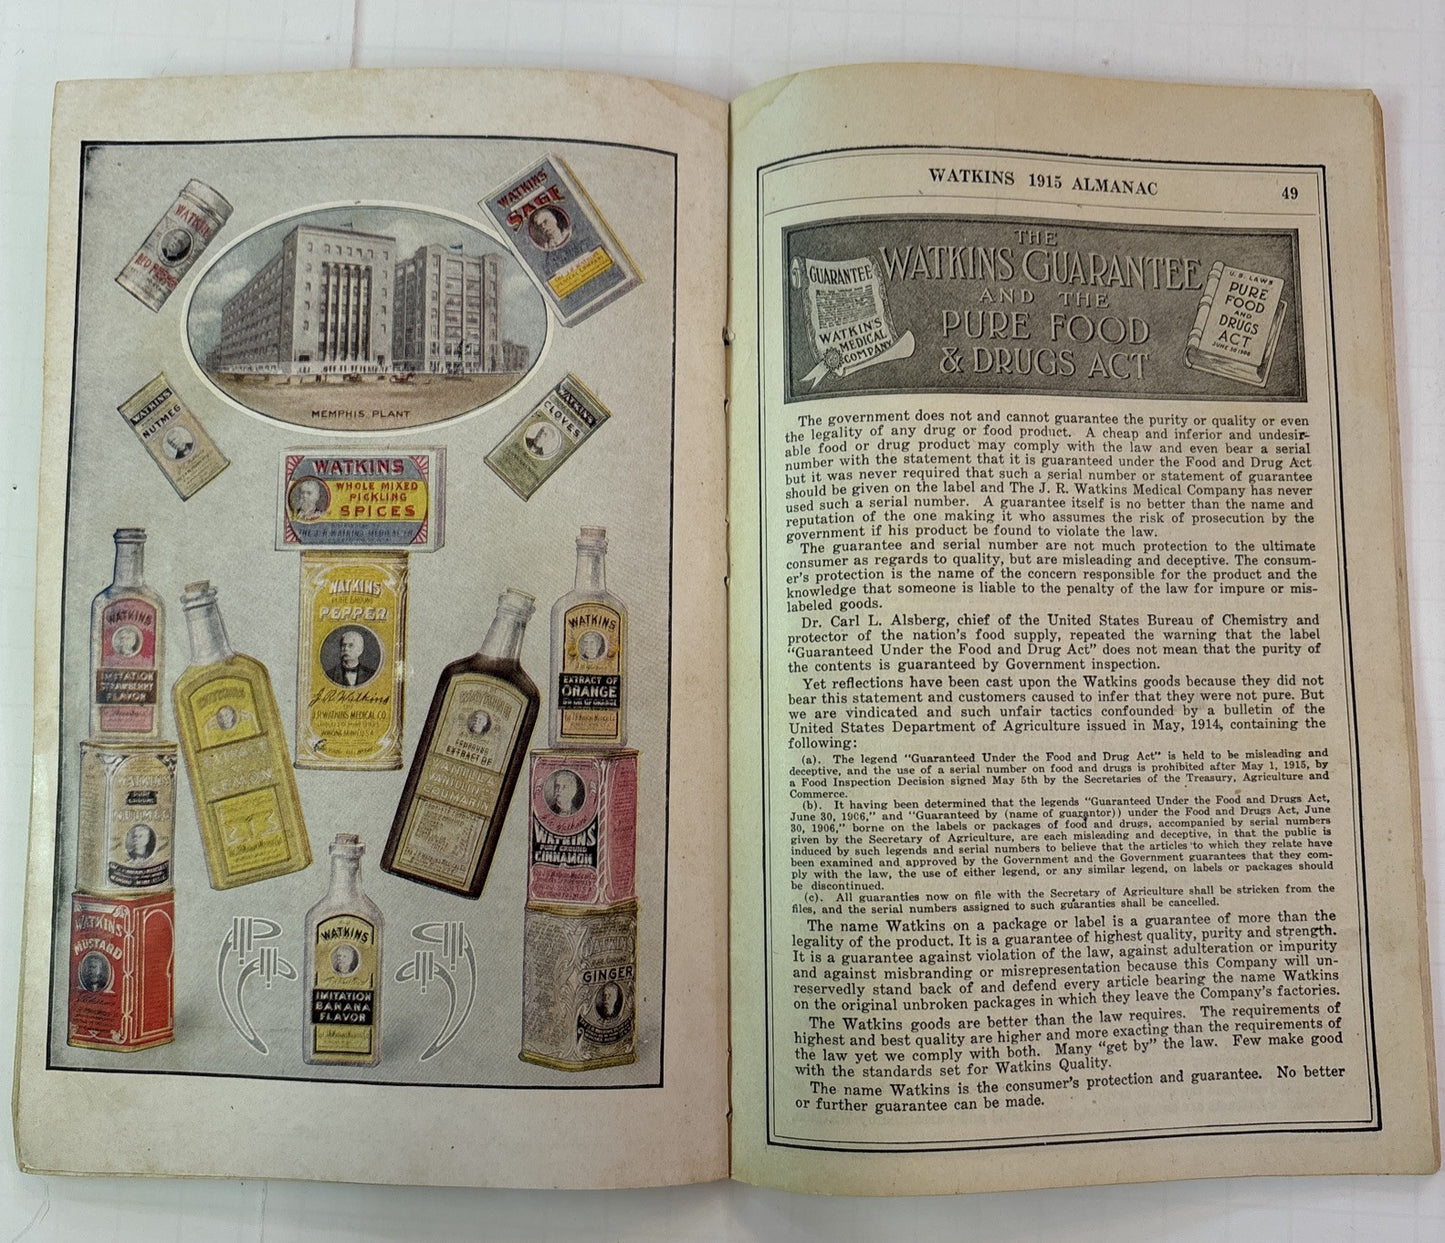 WATKINS
WATKINS
SAGE
MEMPHIS PLANT
WATKINS
NUTMEG
WATKINS
CLOVES
WATKINS
WHOLE MIXED
PICKLING
SPICES
THE J.R. WATKINS MEDICAL CO.
WATKINS
PURE GROUND
PEPPER
J.R. Watkins
J.R. WATKINS MEDICAL CO.
WINONA, MINN. U.S.A.
WATKINS
IMITATION
STRAWBERRY
FLAVOR
WATKINS
EXTRACT OF
ORANGE
EXTRACT OF
WATKINS
PURE GROUND
CINNAMON
WATKINS
MUSTARD
WATKINS
IMITATION
BANANA
FLAVOR
WATKINS
GINGER
WATKINS 1915 ALMANAC 49
THE
WATKINS GUARANTEE
AND THE
PURE FOOD
& DRUGS ACT
GUARANTEE
WATKIN'S
MEDICAL
COMPANY
U.S. LAWS
PURE
FOOD
AND
DRUGS
ACT
JUNE 30 1906
The government does not and cannot guarantee the purity or quality or even
the legality of any drug or food product. A cheap and inferior and undesir-
able food or drug product may comply with the law and even bear a serial
number with the statement that it is guaranteed under the Food and Drug Act
but it was never required that such a serial number or statement of guarantee
should be given on the label and The J. R. Watkins Medical Company has never
used such a serial number. A guarantee itself is no better than the name and
reputation of the one making it who assumes the risk of prosecution by the
government if his product be found to violate the law.
The guarantee and serial number are not much protection to the ultimate
consumer as regards to quality, but are misleading and deceptive. The consum-
er's protection is the name of the concern responsible for the product and the
knowledge that someone is liable to the penalty of the law for impure or mis-
labeled goods.
Dr. Carl L. Alsberg, chief of the United States Bureau of Chemistry and
protector of the nation's food supply, repeated the warning that the label
"Guaranteed Under the Food and Drug Act" does not mean that the purity of
the contents is guaranteed by Government inspection.
Yet reflections have been cast upon the Watkins goods because they did not
bear this statement and customers caused to infer that they were not pure. But
we are vindicated and such unfair tactics confounded by a bulletin of the
United States Department of Agriculture issued in May, 1914, containing the
following:
(a). The legend "Guaranteed Under the Food and Drug Act" is held to be misleading and
deceptive, and the use of a serial number on food and drugs is prohibited after May 1, 1915, by
a Food Inspection Decision signed May 5th by the Secretaries of the Treasury, Agriculture and
Commerce.
(b). It having been determined that the legends "Guaranteed Under the Food and Drugs Act,
June 30, 1906," and "Guaranteed by (name of guarantor)) under the Food and Drugs Act, June
30, 1906," borne on the labels or packages of food and drugs, accompanied by serial numbers
given by the Secretary of Agriculture, are each misleading and deceptive, in that the public is
induced by such legends and serial numbers to believe that the articles to which they relate have
been examined and approved by the Government and the Government guarantees that they com-
ply with the law, the use of either legend, or any similar legend, on labels or packages should
be discontinued.
(c). All guaranties now on file with the Secretary of Agriculture shall be stricken from the
files, and the serial numbers assigned to such guaranties shall be cancelled.
The name Watkins on a package or label is a guarantee of more than the
legality of the product. It is a guarantee of highest quality, purity and strength.
It is a guarantee against violation of the law, against adulteration or impurity
and against misbranding or misrepresentation because this Company will un-
reservedly stand back of and defend every article bearing the name Watkins
on the original unbroken packages in which they leave the Company's factories.
The Watkins goods are better than the law requires. The requirements of
highest and best quality are higher and more exacting than the requirements of
the law yet we comply with both. Many "get by" the law. Few make good
with the standards set for Watkins Quality.
The name Watkins is the consumer's protection and guarantee. No better
or further guarantee can be made.